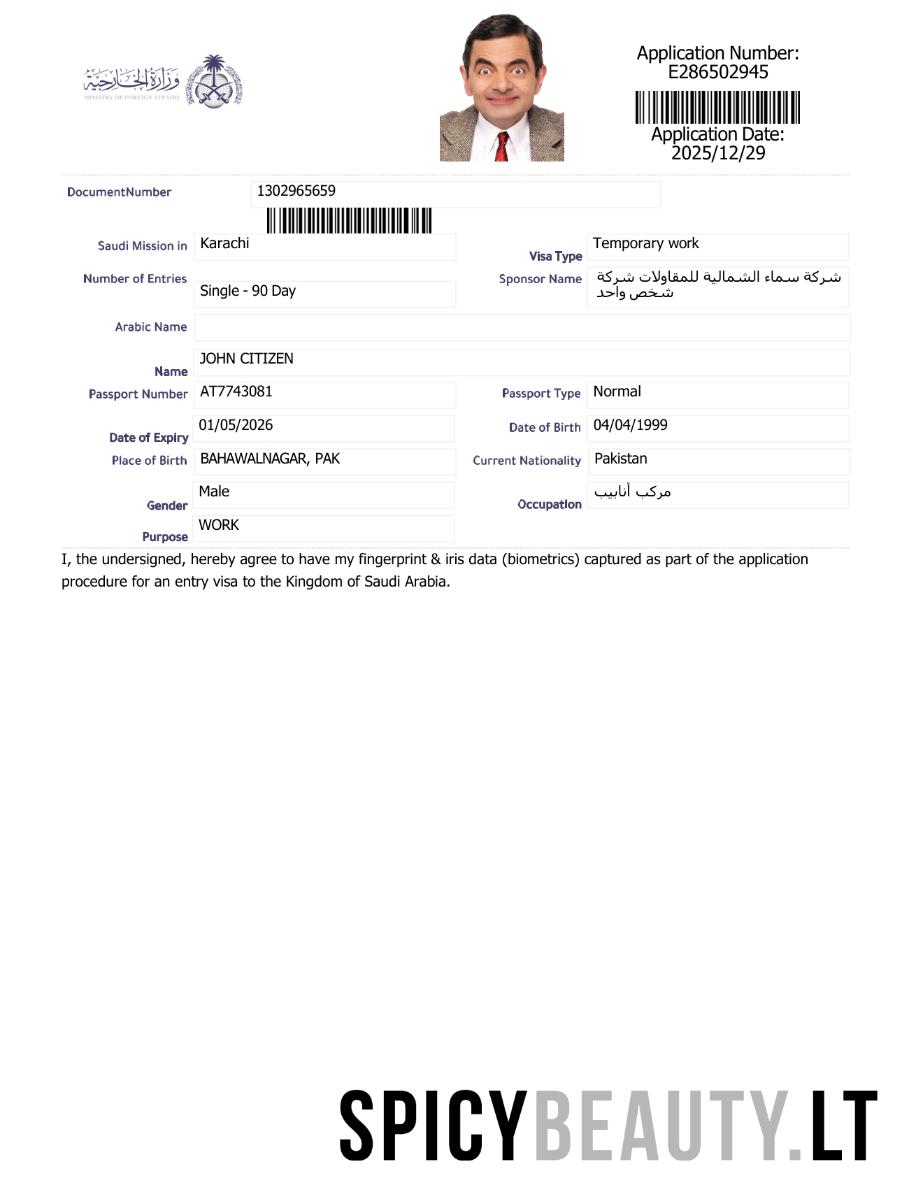 وزارة الخارجية
MINISTRY OF FOREIGN AFFAIRS
Application Number:
E286502945
Application Date:
2025/12/29
DocumentNumber 1302965659
Saudi Mission in Karachi Visa Type Temporary work
Number of Entries Single - 90 Day Sponsor Name شركة سماء الشمالية للمقاولات شركة
شخص واحد
Arabic Name
Name JOHN CITIZEN
Passport Number AT7743081 Passport Type Normal
Date of Expiry 01/05/2026 Date of Birth 04/04/1999
Place of Birth BAHAWALNAGAR, PAK Current Nationality Pakistan
Gender Male Occupation مركب أنابيب
Purpose WORK
I, the undersigned, hereby agree to have my fingerprint & iris data (biometrics) captured as part of the application
procedure for an entry visa to the Kingdom of Saudi Arabia.
SPICYBEAUTY.LT